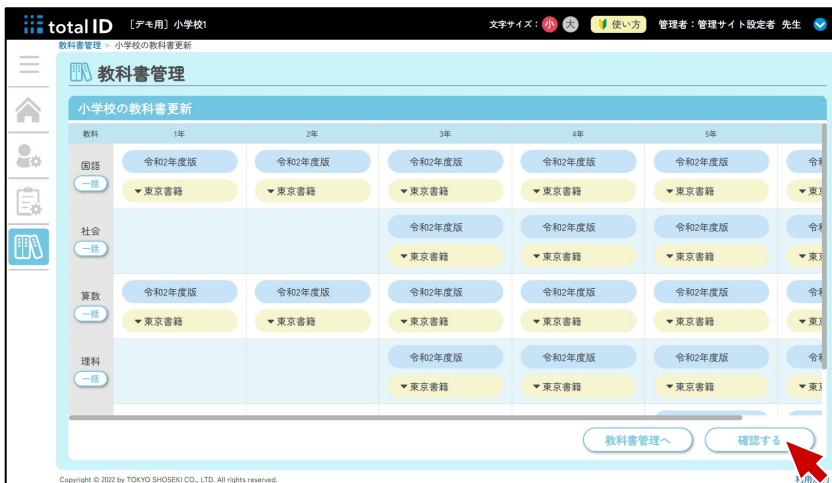 total ID [デモ用] 小学校1 文字サイズ: 小 大 使い方 管理者：管理サイト設定者 先生
教科書管理 > 小学校の教科書更新
教科書管理
小学校の教科書更新
教科 1年 2年 3年 4年 5年
国語 令和2年度版 令和2年度版 令和2年度版 令和2年度版 令和2年度版
一括 ▼東京書籍 ▼東京書籍 ▼東京書籍 ▼東京書籍 ▼東京書籍
社会 令和2年度版 令和2年度版 令和2年度版
一括 ▼東京書籍 ▼東京書籍 ▼東京書籍
算数 令和2年度版 令和2年度版 令和2年度版 令和2年度版 令和2年度版
一括 ▼東京書籍 ▼東京書籍 ▼東京書籍 ▼東京書籍 ▼東京書籍
理科 令和2年度版 令和2年度版 令和2年度版
一括 ▼東京書籍 ▼東京書籍 ▼東京書籍
教科書管理へ 確認する
Copyright © 2022 by TOKYO SHOSEKI CO., LTD. All rights reserved.